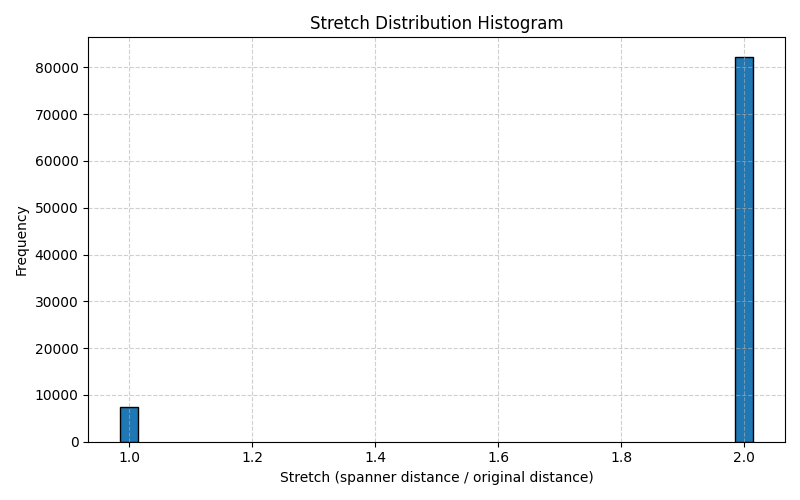 Stretch Distribution Histogram
Frequency
80000
70000
60000
50000
40000
30000
20000
10000
0
1.0 1.2 1.4 1.6 1.8 2.0
Stretch (spanner distance / original distance)